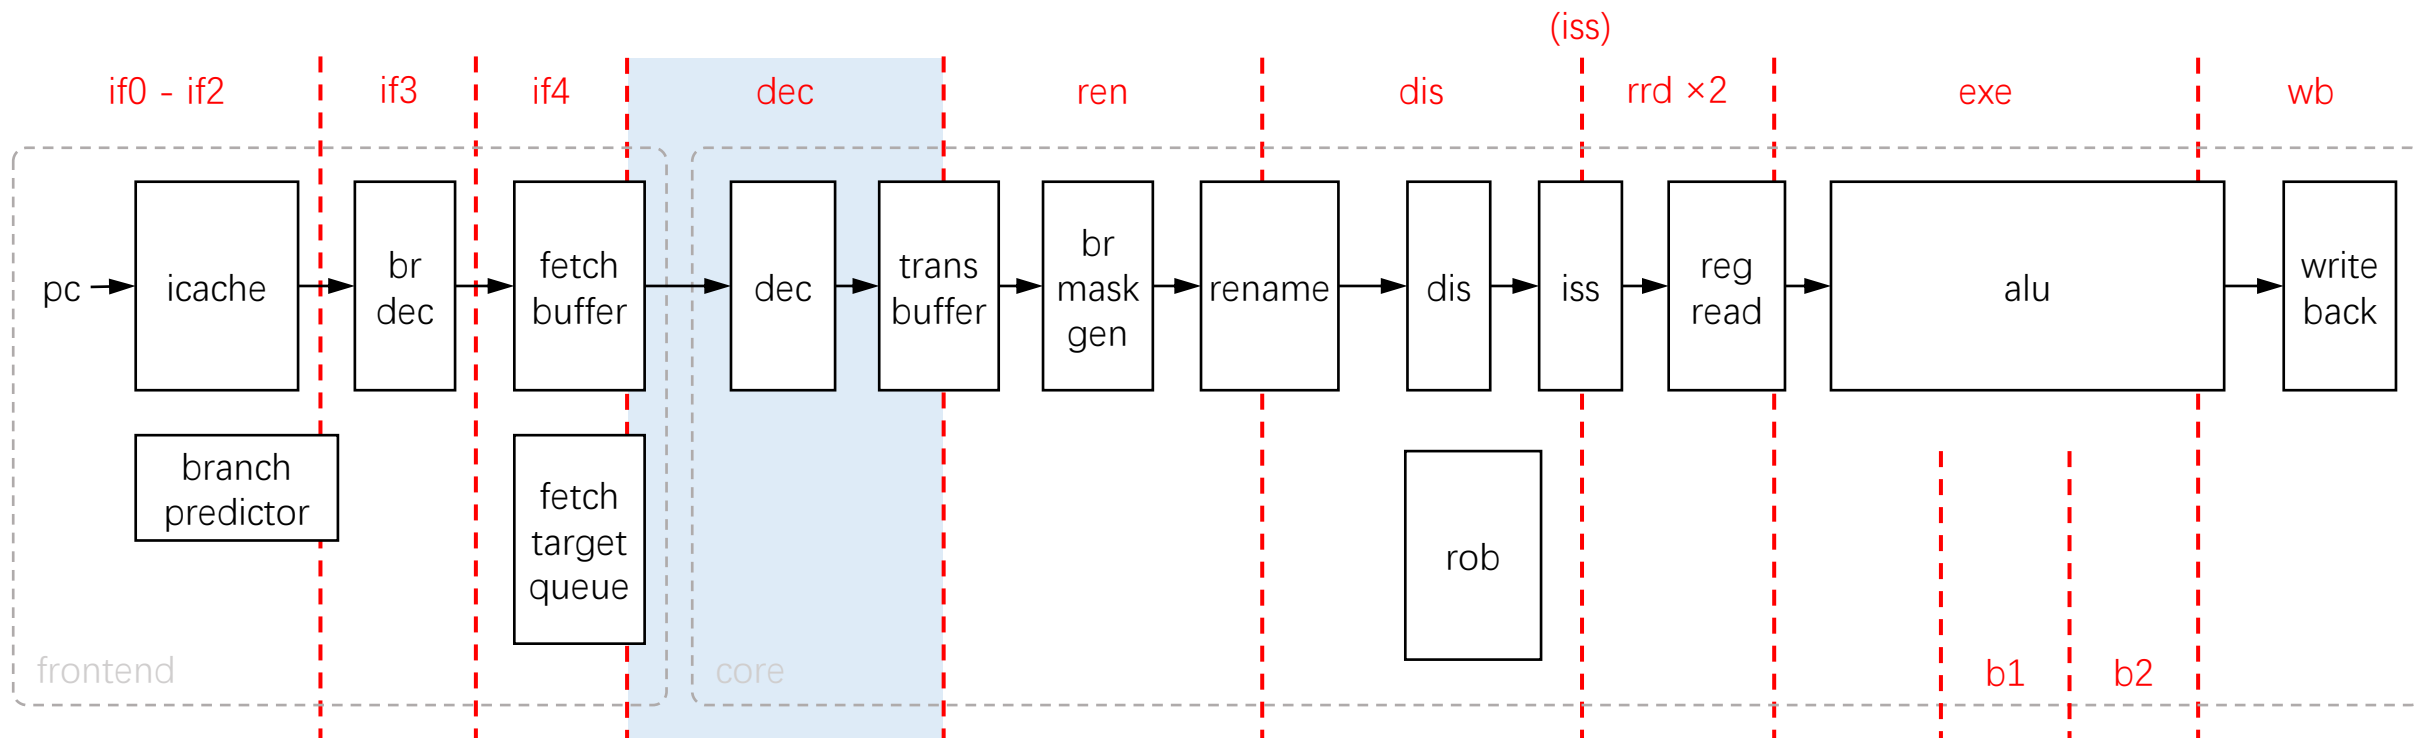 (iss)
if0 - if2
if3
if4
dec
ren
dis
rrd ×2
exe
wb
pc
icache
br
dec
fetch
buffer
dec
trans
buffer
br
mask
gen
rename
dis
iss
reg
read
alu
write
back
branch
predictor
fetch
target
queue
rob
frontend
core
b1
b2